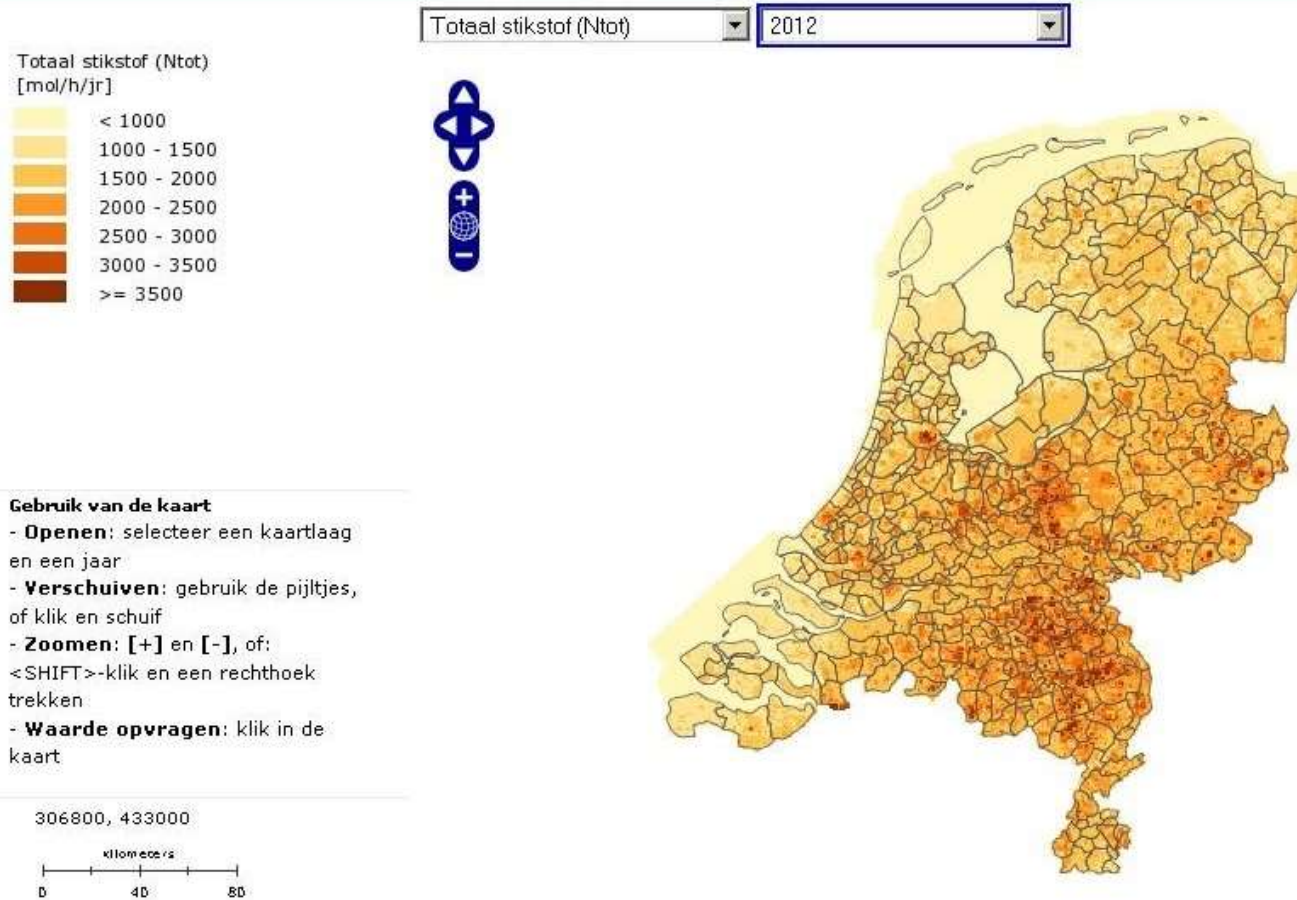 Totaal stikstof (Ntot)
2012
Totaal stikstof (Ntot)
[mol/h/jr]
< 1000
1000 - 1500
1500 - 2000
2000 - 2500
2500 - 3000
3000 - 3500
>= 3500
Gebruik van de kaart
- Openen: selecteer een kaartlaag
en een jaar
- Verschuiven: gebruik de pijltjes,
of klik en schuif
- Zoomen: [+] en [-], of:
<SHIFT>-klik en een rechthoek
trekken
- Waarde opvragen: klik in de
kaart
306800, 433000
kilometers
0 40 80